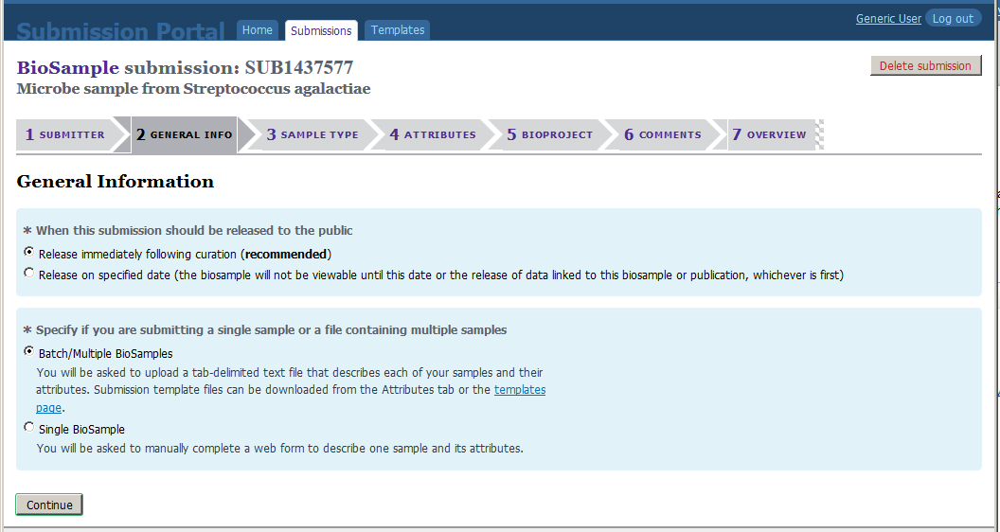 Submission Portal
Home
Submissions
Templates
Generic User
Log out
BioSample submission: SUB1437577
Delete submission
Microbe sample from Streptococcus agalactiae
1 SUBMITTER
2 GENERAL INFO
3 SAMPLE TYPE
4 ATTRIBUTES
5 BIOPROJECT
6 COMMENTS
7 OVERVIEW
General Information
* When this submission should be released to the public
Release immediately following curation (recommended)
Release on specified date (the biosample will not be viewable until this date or the release of data linked to this biosample or publication, whichever is first)
* Specify if you are submitting a single sample or a file containing multiple samples
Batch/Multiple BioSamples
You will be asked to upload a tab-delimited text file that describes each of your samples and their
attributes. Submission template files can be downloaded from the Attributes tab or the templates
page.
Single BioSample
You will be asked to manually complete a web form to describe one sample and its attributes.
Continue